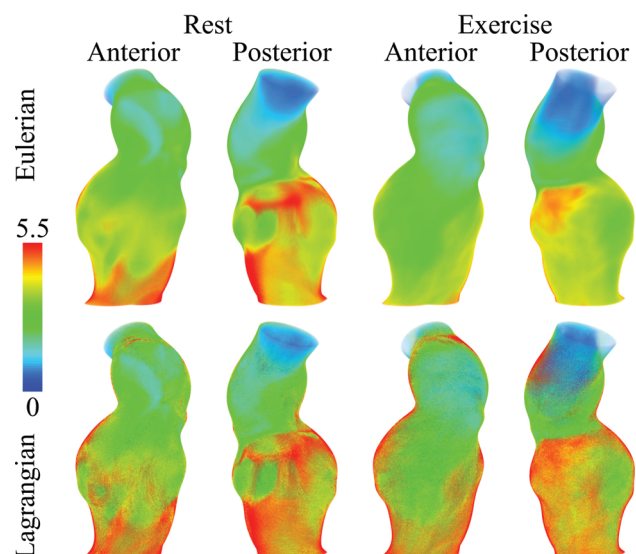 Rest Exercise
Anterior Posterior Anterior Posterior
Eulerian
5.5
0
Lagrangian